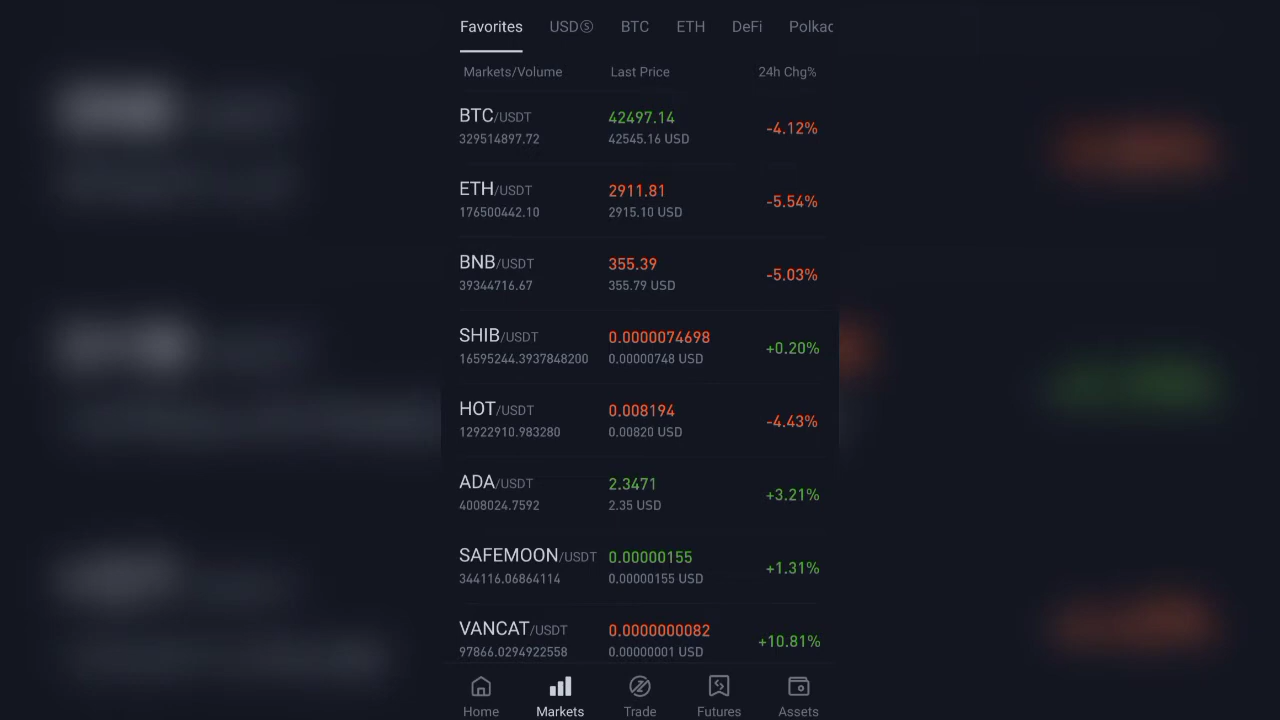 Favorites USDⓈ BTC ETH DeFi Polkac
Markets/Volume Last Price 24h Chg%
BTC/USDT 42497.14 -4.12%
329514897.72 42545.16 USD
ETH/USDT 2911.81 -5.54%
176500442.10 2915.10 USD
BNB/USDT 355.39 -5.03%
39344716.67 355.79 USD
SHIB/USDT 0.0000074698 +0.20%
16595244.3937848200 0.00000748 USD
HOT/USDT 0.008194 -4.43%
12922910.983280 0.00820 USD
ADA/USDT 2.3471 +3.21%
4008024.7592 2.35 USD
SAFEMOON/USDT 0.00000155 +1.31%
344116.06864114 0.00000155 USD
VANCAT/USDT 0.0000000082 +10.81%
97866.0294922558 0.00000001 USD
Home Markets Trade Futures Assets